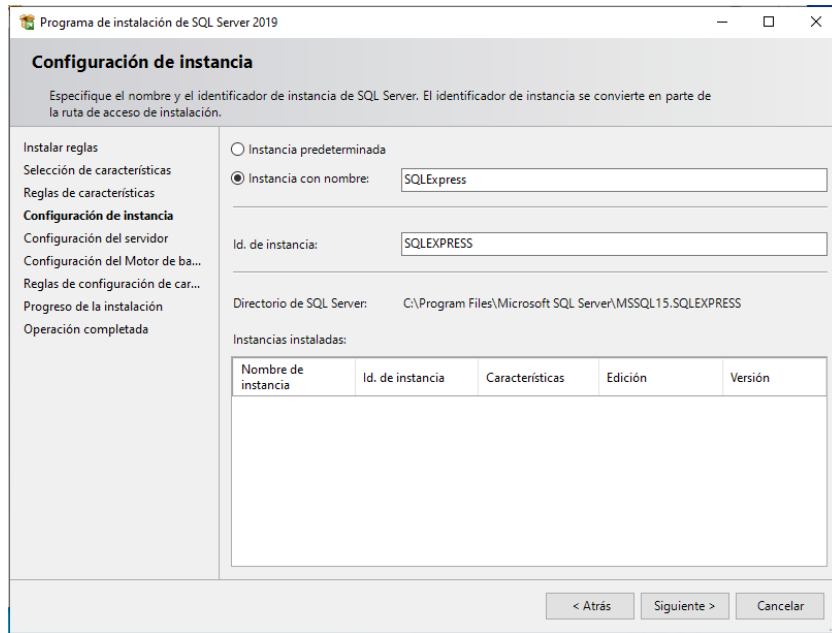 Programa de instalación de SQL Server 2019
Configuración de instancia
Especifique el nombre y el identificador de instancia de SQL Server. El identificador de instancia se convierte en parte de
la ruta de acceso de instalación.
Instalar reglas
Selección de características
Reglas de características
Configuración de instancia
Configuración del servidor
Configuración del Motor de ba...
Reglas de configuración de car...
Progreso de la instalación
Operación completada
Instancia predeterminada
Instancia con nombre: SQLExpress
Id. de instancia: SQLEXPRESS
Directorio de SQL Server: C:\Program Files\Microsoft SQL Server\MSSQL15.SQLEXPRESS
Instancias instaladas:
Nombre de
instancia Id. de instancia Características Edición Versión
< Atrás Siguiente > Cancelar